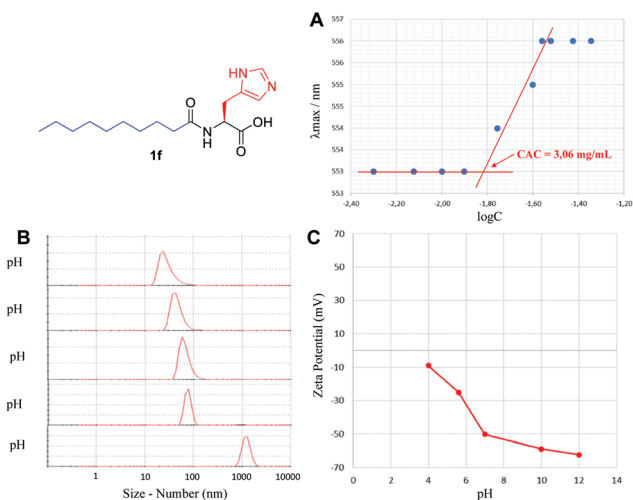 HN
N
O
N
H
OH
O
1f
A
557
556
556
555
555
554
554
553
553
λmax / nm
CAC = 3,06 mg/mL
-2,40 -2,20 -2,00 -1,80 -1,60 -1,40 -1,20
logC
B
pH
pH
pH
pH
pH
1 10 100 1000 10000
Size - Number (nm)
C
70
50
30
10
-10
-30
-50
-70
Zeta Potential (mV)
0 2 4 6 8 10 12 14
pH